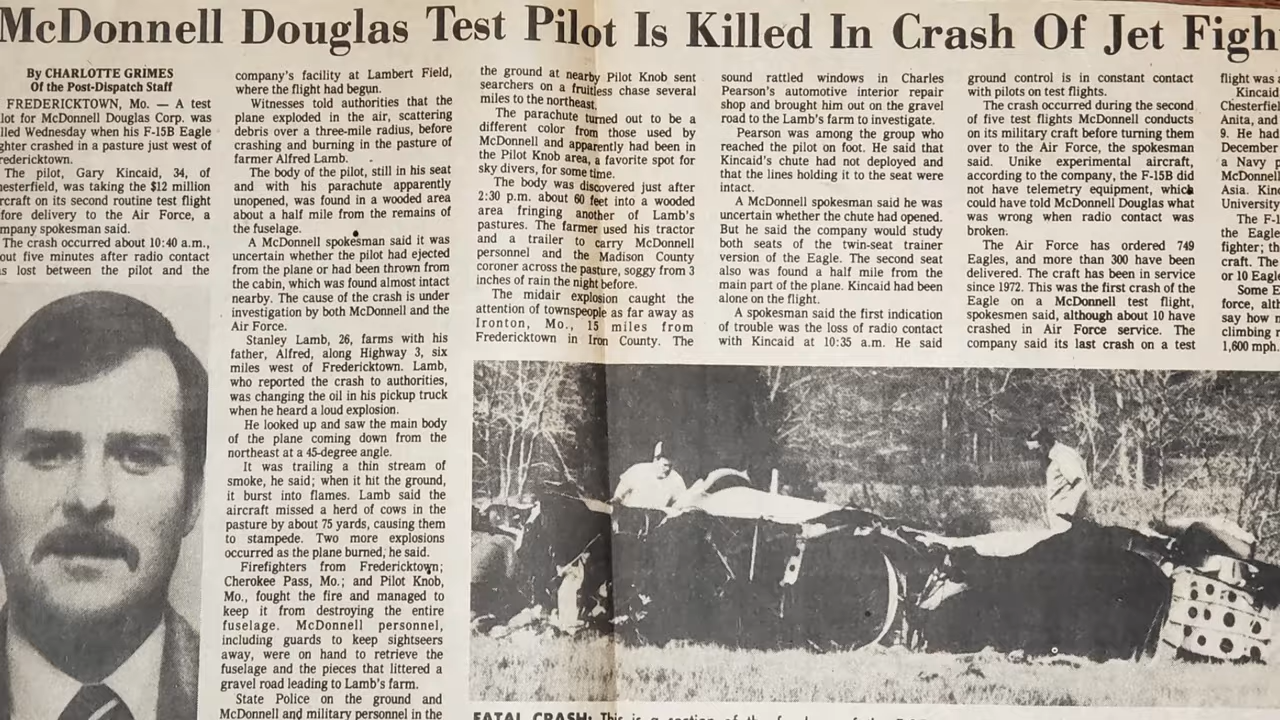 McDonnell Douglas Test Pilot Is Killed In Crash Of Jet Figh
By CHARLOTTE GRIMES
Of the Post-Dispatch Staff
FREDERICKTOWN, Mo. — A test
lot for McDonnell Douglas Corp. was
lled Wednesday when his F-15B Eagle
ghter crashed in a pasture just west of
redericktown.
The pilot, Gary Kincaid, 34, of
hesterfield, was taking the $12 million
rcraft on its second routine test flight
fore delivery to the Air Force, a
mpany spokesman said.
The crash occurred about 10:40 a.m.,
out five minutes after radio contact
s lost between the pilot and the
company's facility at Lambert Field,
where the flight had begun.
Witnesses told authorities that the
plane exploded in the air, scattering
debris over a three-mile radius, before
crashing and burning in the pasture of
farmer Alfred Lamb.
The body of the pilot, still in his seat
and with his parachute apparently
unopened, was found in a wooded area
about a half mile from the remains of
the fuselage.
A McDonnell spokesman said it was
uncertain whether the pilot had ejected
from the plane or had been thrown from
the cabin, which was found almost intact
nearby. The cause of the crash is under
investigation by both McDonnell and the
Air Force.
Stanley Lamb, 26, farms with his
father, Alfred, along Highway 3, six
miles west of Fredericktown. Lamb,
who reported the crash to authorities,
was changing the oil in his pickup truck
when he heard a loud explosion.
He looked up and saw the main body
of the plane coming down from the
northeast at a 45-degree angle.
It was trailing a thin stream of
smoke, he said; when it hit the ground,
it burst into flames. Lamb said the
aircraft missed a herd of cows in the
pasture by about 75 yards, causing them
to stampede. Two more explosions
occurred as the plane burned, he said.
Firefighters from Fredericktown;
Cherokee Pass, Mo.; and Pilot Knob,
Mo., fought the fire and managed to
keep it from destroying the entire
fuselage. McDonnell personnel,
including guards to keep sightseers
away, were on hand to retrieve the
fuselage and the pieces that littered a
gravel road leading to Lamb's farm.
State Police on the ground and
McDonnell and military personnel in the
the ground at nearby Pilot Knob sent
searchers on a fruitless chase several
miles to the northeast.
The parachute turned out to be a
different color from those used by
McDonnell and apparently had been in
the Pilot Knob area, a favorite spot for
sky divers, for some time.
The body was discovered just after
2:30 p.m. about 60 feet into a wooded
area fringing another of Lamb's
pastures. The farmer used his tractor
and a trailer to carry McDonnell
personnel and the Madison County
coroner across the pasture, soggy from 3
inches of rain the night before.
The midair explosion caught the
attention of townspeople as far away as
Ironton, Mo., 15 miles from
Fredericktown in Iron County. The
sound rattled windows in Charles
Pearson's automotive interior repair
shop and brought him out on the gravel
road to the Lamb's farm to investigate.
Pearson was among the group who
reached the pilot on foot. He said that
Kincaid's chute had not deployed and
that the lines holding it to the seat were
intact.
A McDonnell spokesman said he was
uncertain whether the chute had opened.
But he said the company would study
both seats of the twin-seat trainer
version of the Eagle. The second seat
also was found a half mile from the
main part of the plane. Kincaid had been
alone on the flight.
A spokesman said the first indication
of trouble was the loss of radio contact
with Kincaid at 10:35 a.m. He said
ground control is in constant contact
with pilots on test flights.
The crash occurred during the second
of five test flights McDonnell conducts
on its military craft before turning them
over to the Air Force, the spokesman
said. Unike experimental aircraft,
according to the company, the F-15B did
not have telemetry equipment, which
could have told McDonnell Douglas what
was wrong when radio contact was
broken.
The Air Force has ordered 749
Eagles, and more than 300 have been
delivered. The craft has been in service
since 1972. This was the first crash of the
Eagle on a McDonnell test flight,
spokesmen said, although about 10 have
crashed in Air Force service. The
company said its last crash on a test
flight was
Kincaid
Chesterfie
Anita, and
9. He had
December
a Navy
McDonnell
Asia. Kinc
University
The F-
the Eagle
fighter; th
craft. The
or 10 Eagle
Some E
force, alt
say how
climbing
1,600 mph.
FATAL CRASH: This is a section of the